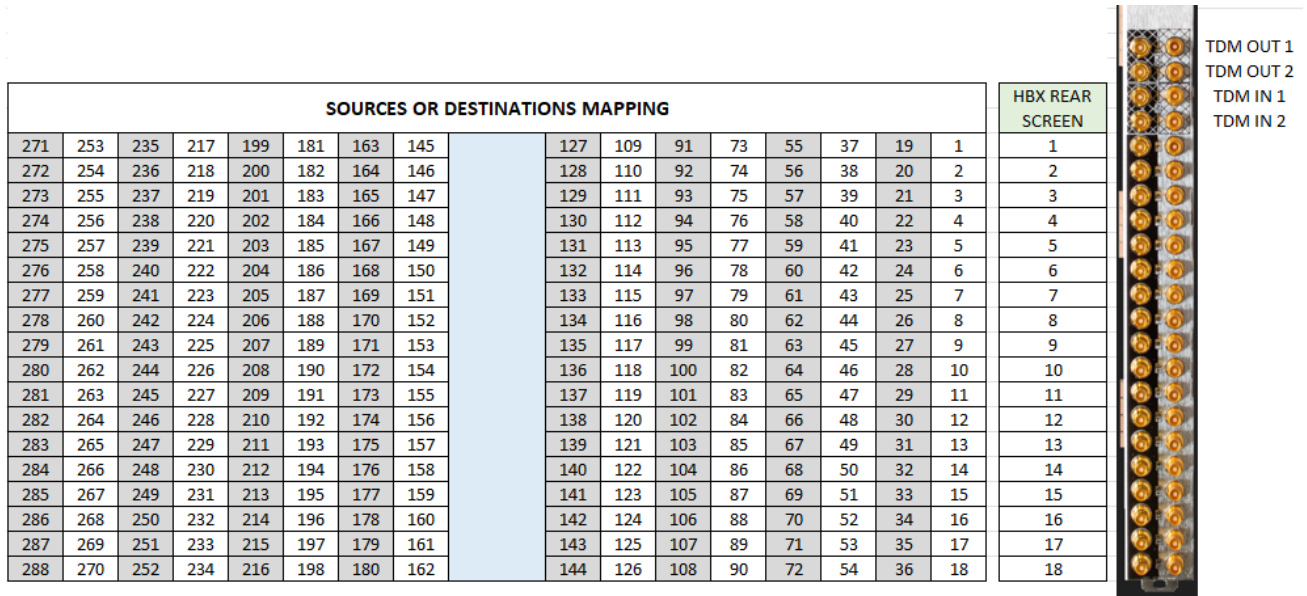 TDM OUT 1
TDM OUT 2
SOURCES OR DESTINATIONS MAPPING HBX REAR SCREEN TDM IN 1
TDM IN 2
271 253 235 217 199 181 163 145 127 109 91 73 55 37 19 1 1
272 254 236 218 200 182 164 146 128 110 92 74 56 38 20 2 2
273 255 237 219 201 183 165 147 129 111 93 75 57 39 21 3 3
274 256 238 220 202 184 166 148 130 112 94 76 58 40 22 4 4
275 257 239 221 203 185 167 149 131 113 95 77 59 41 23 5 5
276 258 240 222 204 186 168 150 132 114 96 78 60 42 24 6 6
277 259 241 223 205 187 169 151 133 115 97 79 61 43 25 7 7
278 260 242 224 206 188 170 152 134 116 98 80 62 44 26 8 8
279 261 243 225 207 189 171 153 135 117 99 81 63 45 27 9 9
280 262 244 226 208 190 172 154 136 118 100 82 64 46 28 10 10
281 263 245 227 209 191 173 155 137 119 101 83 65 47 29 11 11
282 264 246 228 210 192 174 156 138 120 102 84 66 48 30 12 12
283 265 247 229 211 193 175 157 139 121 103 85 67 49 31 13 13
284 266 248 230 212 194 176 158 140 122 104 86 68 50 32 14 14
285 267 249 231 213 195 177 159 141 123 105 87 69 51 33 15 15
286 268 250 232 214 196 178 160 142 124 106 88 70 52 34 16 16
287 269 251 233 215 197 179 161 143 125 107 89 71 53 35 17 17
288 270 252 234 216 198 180 162 144 126 108 90 72 54 36 18 18